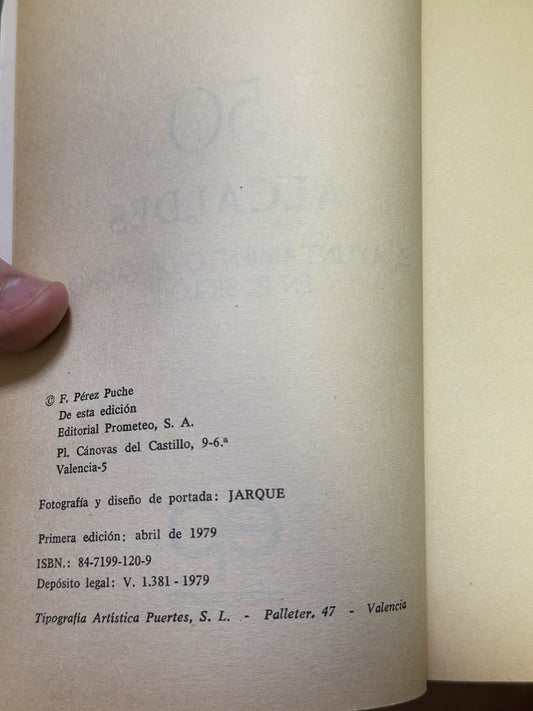 © F. Pérez Puche
De esta edición
Editorial Prometeo, S. A.
Pl. Cánovas del Castillo, 9-6.ª
Valencia-5
Fotografía y diseño de portada: JARQUE
Primera edición: abril de 1979
ISBN.: 84-7199-120-9
Depósito legal: V. 1.381 - 1979
Tipografía Artística Puertes, S. L. - Palleter, 47 - Valencia